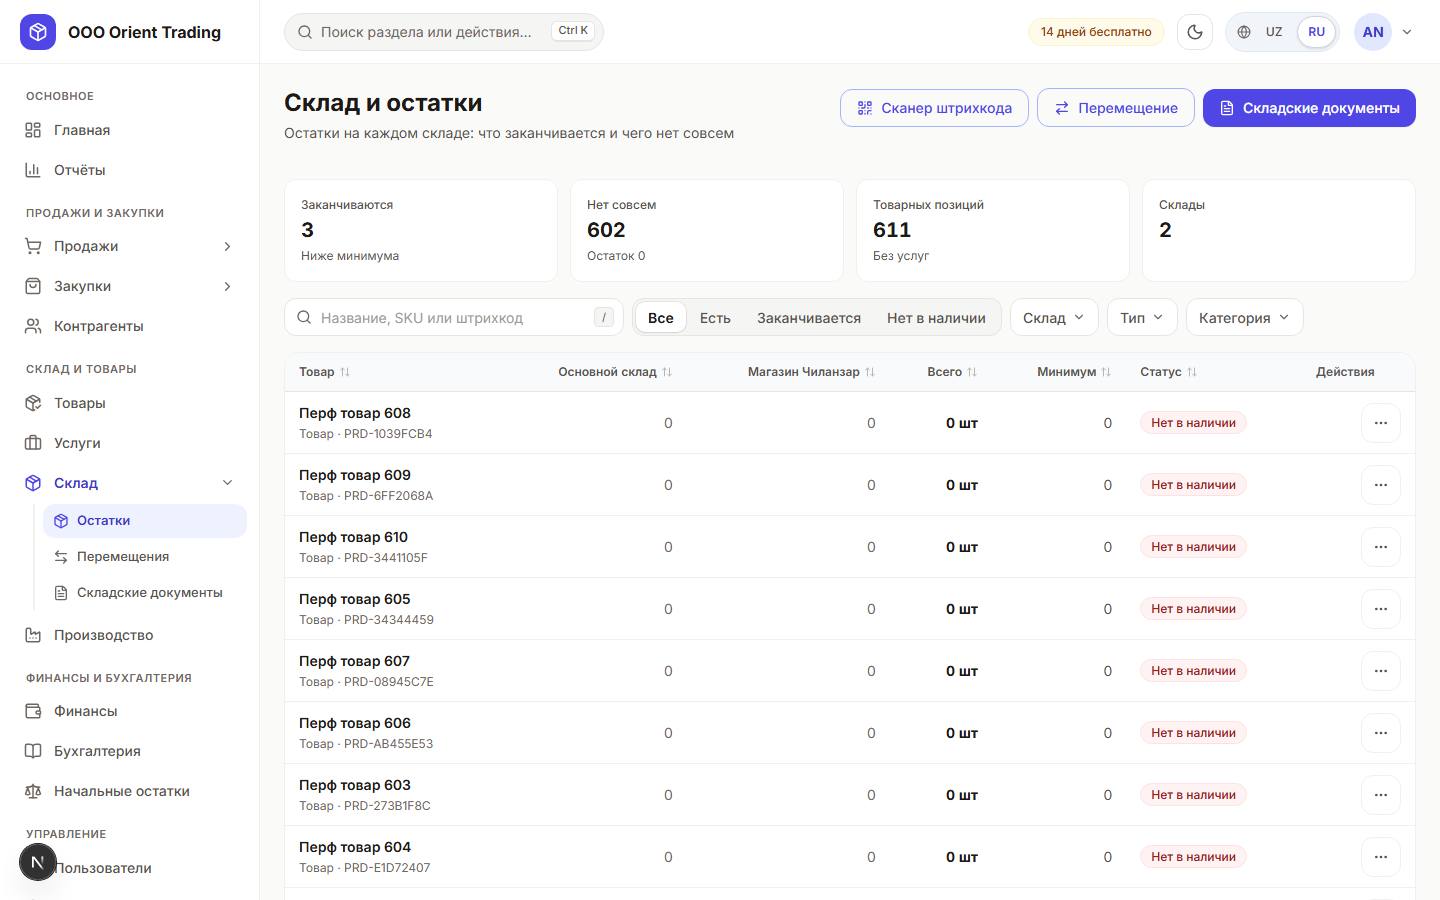 ООО Orient Trading
Поиск раздела или действия...
Ctrl K
14 дней бесплатно
UZ
RU
AN
ОСНОВНОЕ
Главная
Отчёты
ПРОДАЖИ И ЗАКУПКИ
Продажи
Закупки
Контрагенты
СКЛАД И ТОВАРЫ
Товары
Услуги
Склад
Остатки
Перемещения
Складские документы
Производство
ФИНАНСЫ И БУХГАЛТЕРИЯ
Финансы
Бухгалтерия
Начальные остатки
УПРАВЛЕНИЕ
N
Пользователи
Склад и остатки
Остатки на каждом складе: что заканчивается и чего нет совсем
Сканер штрихкода
Перемещение
Складские документы
Заканчиваются
3
Ниже минимума
Нет совсем
602
Остаток 0
Товарных позиций
611
Без услуг
Склады
2
Название, SKU или штрихкод
/
Все
Есть
Заканчивается
Нет в наличии
Склад
Тип
Категория
Товар Основной склад Магазин Чиланзар Всего Минимум Статус Действия
Перф товар 608
Товар · PRD-1039FCB4
0 0 0 шт 0 Нет в наличии
Перф товар 609
Товар · PRD-6FF2068A
0 0 0 шт 0 Нет в наличии
Перф товар 610
Товар · PRD-3441105F
0 0 0 шт 0 Нет в наличии
Перф товар 605
Товар · PRD-34344459
0 0 0 шт 0 Нет в наличии
Перф товар 607
Товар · PRD-08945C7E
0 0 0 шт 0 Нет в наличии
Перф товар 606
Товар · PRD-AB455E53
0 0 0 шт 0 Нет в наличии
Перф товар 603
Товар · PRD-273B1F8C
0 0 0 шт 0 Нет в наличии
Перф товар 604
Товар · PRD-E1D72407
0 0 0 шт 0 Нет в наличии